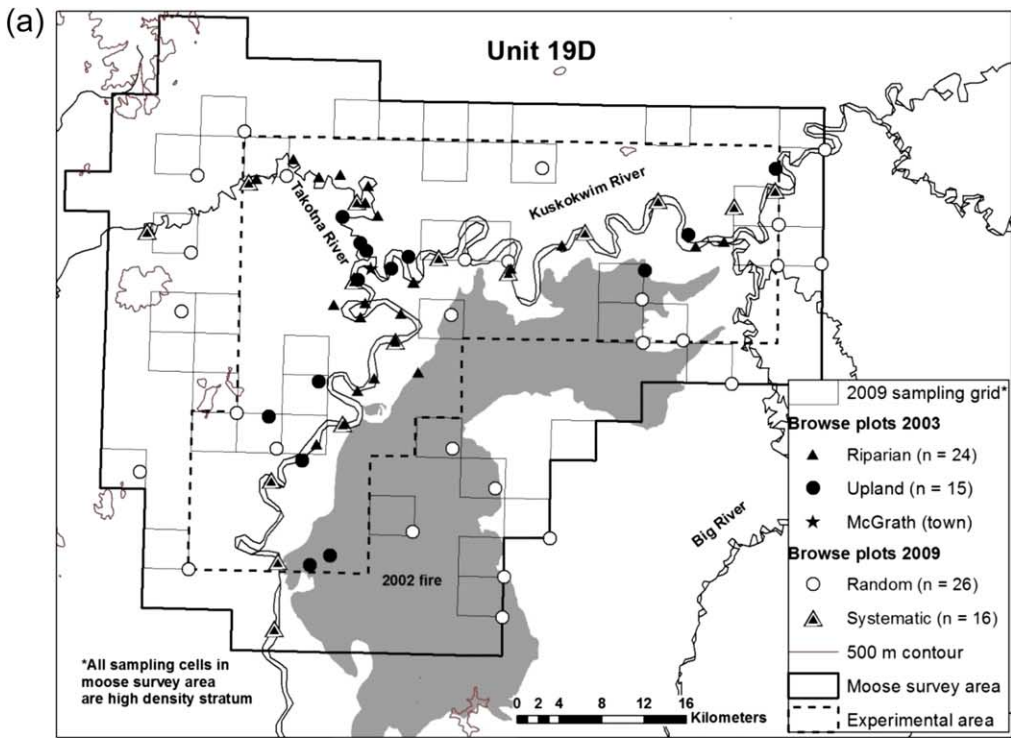 (a)
Unit 19D
Kuskokwim River
Takotna River
Big River
2002 fire
*All sampling cells in
moose survey area
are high density stratum
0 2 4 8 12 16
Kilometers
2009 sampling grid*
Browse plots 2003
Riparian (n = 24)
Upland (n = 15)
McGrath (town)
Browse plots 2009
Random (n = 26)
Systematic (n = 16)
500 m contour
Moose survey area
Experimental area